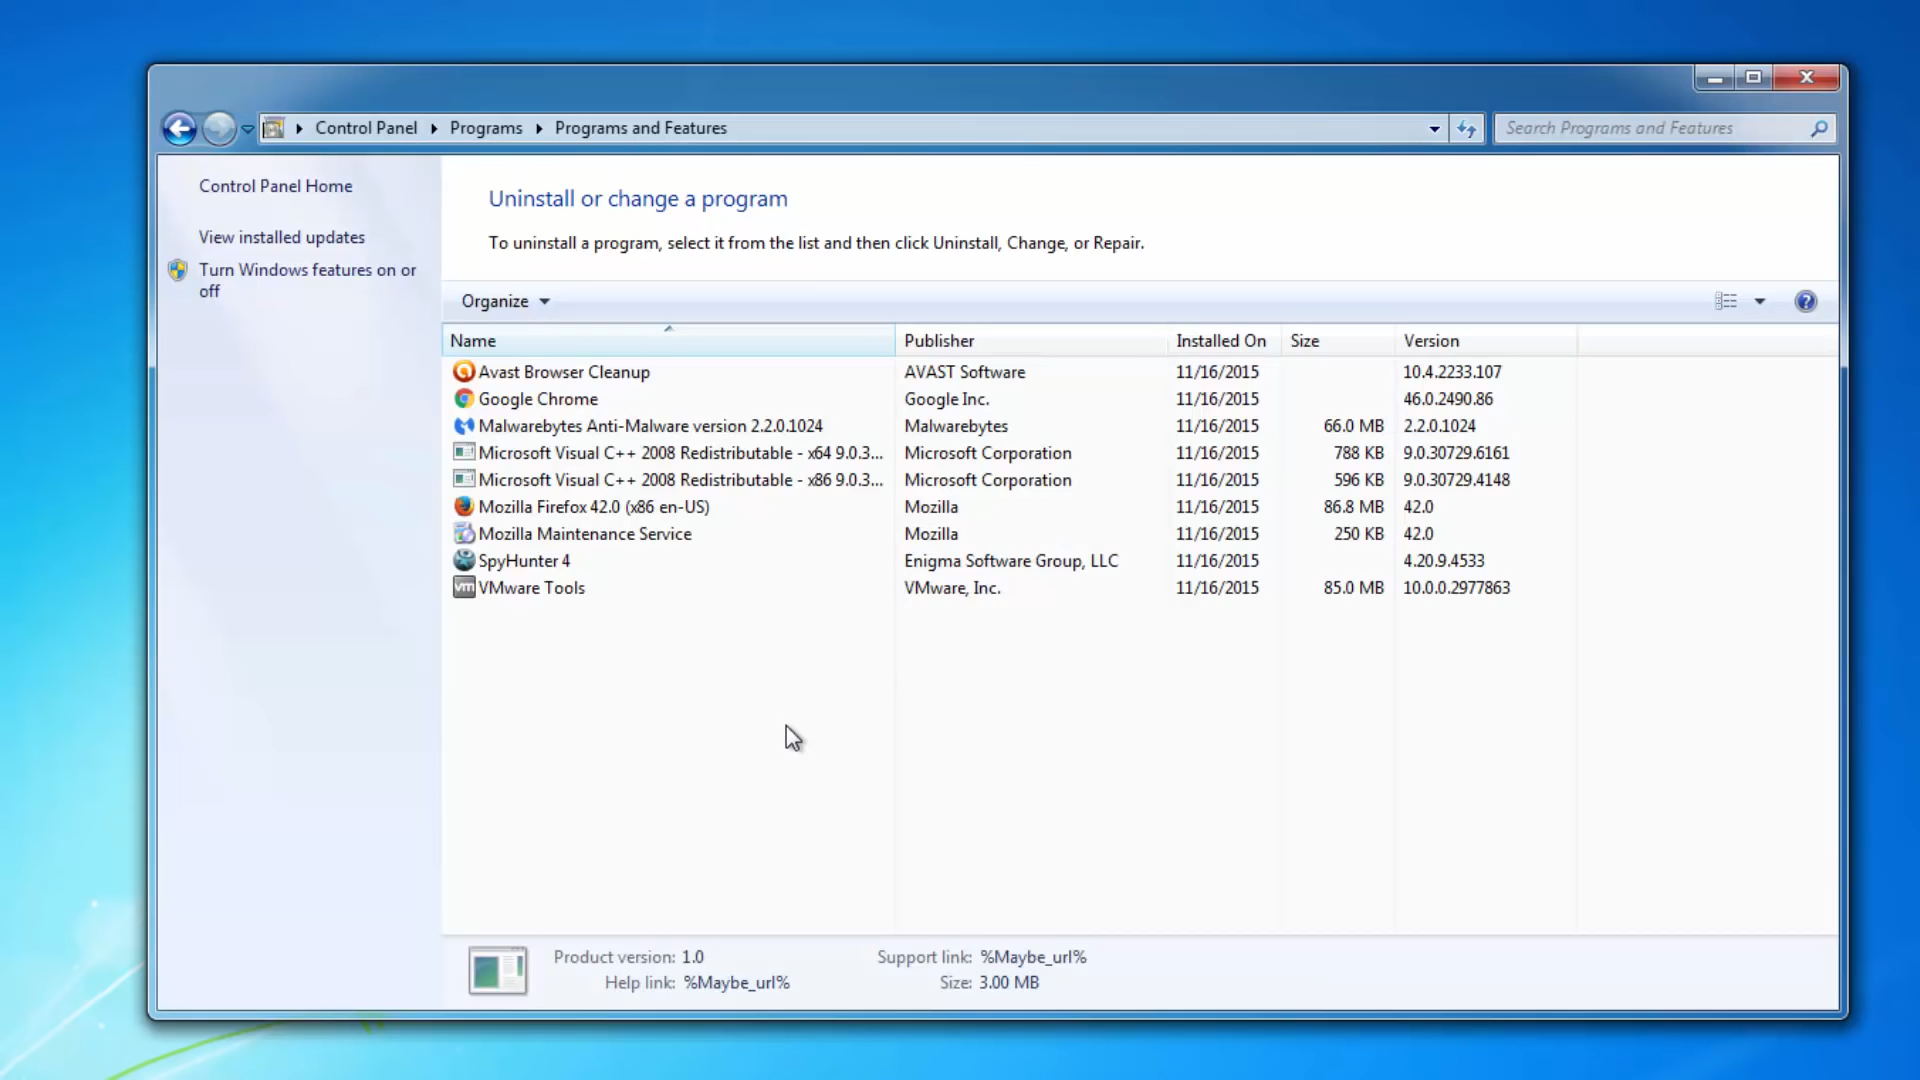 Control Panel Programs Programs and Features
Search Programs and Features
Control Panel Home
View installed updates
Turn Windows features on or
off
Uninstall or change a program
To uninstall a program, select it from the list and then click Uninstall, Change, or Repair.
Organize
Name Publisher Installed On Size Version
Avast Browser Cleanup AVAST Software 11/16/2015 10.4.2233.107
Google Chrome Google Inc. 11/16/2015 46.0.2490.86
Malwarebytes Anti-Malware version 2.2.0.1024 Malwarebytes 11/16/2015 66.0 MB 2.2.0.1024
Microsoft Visual C++ 2008 Redistributable - x64 9.0.3... Microsoft Corporation 11/16/2015 788 KB 9.0.30729.6161
Microsoft Visual C++ 2008 Redistributable - x86 9.0.3... Microsoft Corporation 11/16/2015 596 KB 9.0.30729.4148
Mozilla Firefox 42.0 (x86 en-US) Mozilla 11/16/2015 86.8 MB 42.0
Mozilla Maintenance Service Mozilla 11/16/2015 250 KB 42.0
SpyHunter 4 Enigma Software Group, LLC 11/16/2015 4.20.9.4533
vm VMware Tools VMware, Inc. 11/16/2015 85.0 MB 10.0.0.2977863
Product version: 1.0 Support link: %Maybe_url%
Help link: %Maybe_url% Size: 3.00 MB